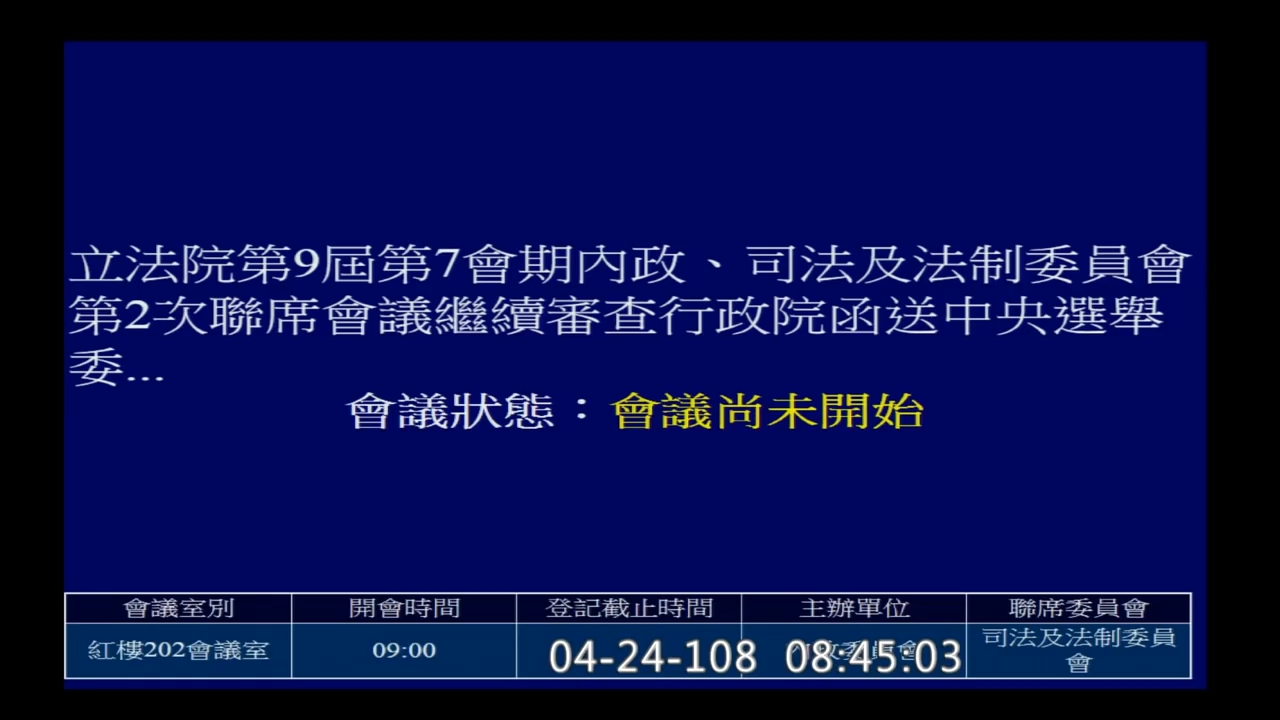 立法院第9屆第7會期內政、司法及法制委員會
第2次聯席會議繼續審查行政院函送中央選舉
委...
會議狀態：會議尚未開始
會議室別 開會時間 登記截止時間 主辦單位 聯席委員會
紅樓202會議室 09:00 司法及法制委員
會
04-24-108 08:45:03